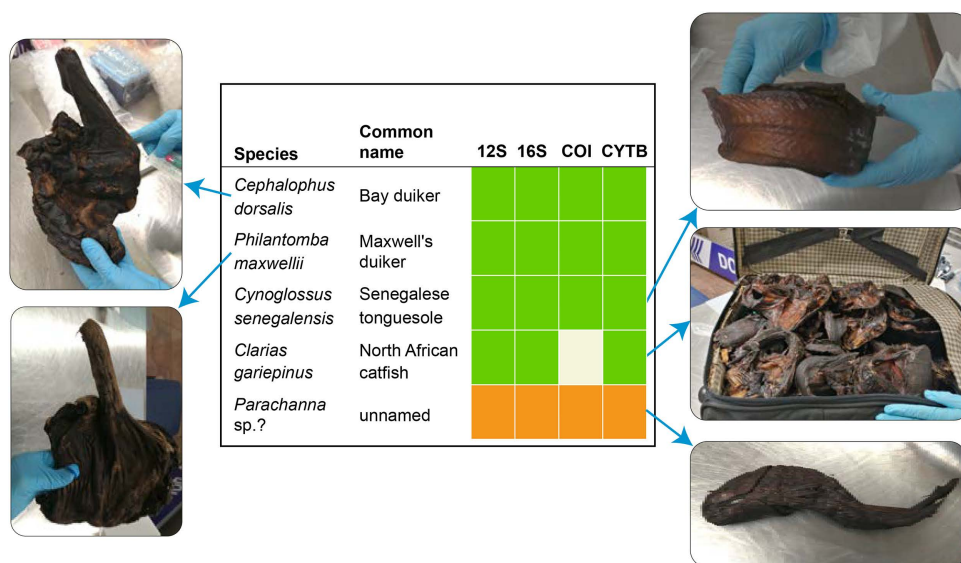 Common
Species name 12S 16S COI CYTB
Cephalophus
dorsalis
Bay duiker
Philantomba
maxwellii
Maxwell's
duiker
Cynoglossus
senegalensis
Senegalese
tonguesole
Clarias
gariepinus
North African
catfish
Parachanna
sp.?
unnamed
DO